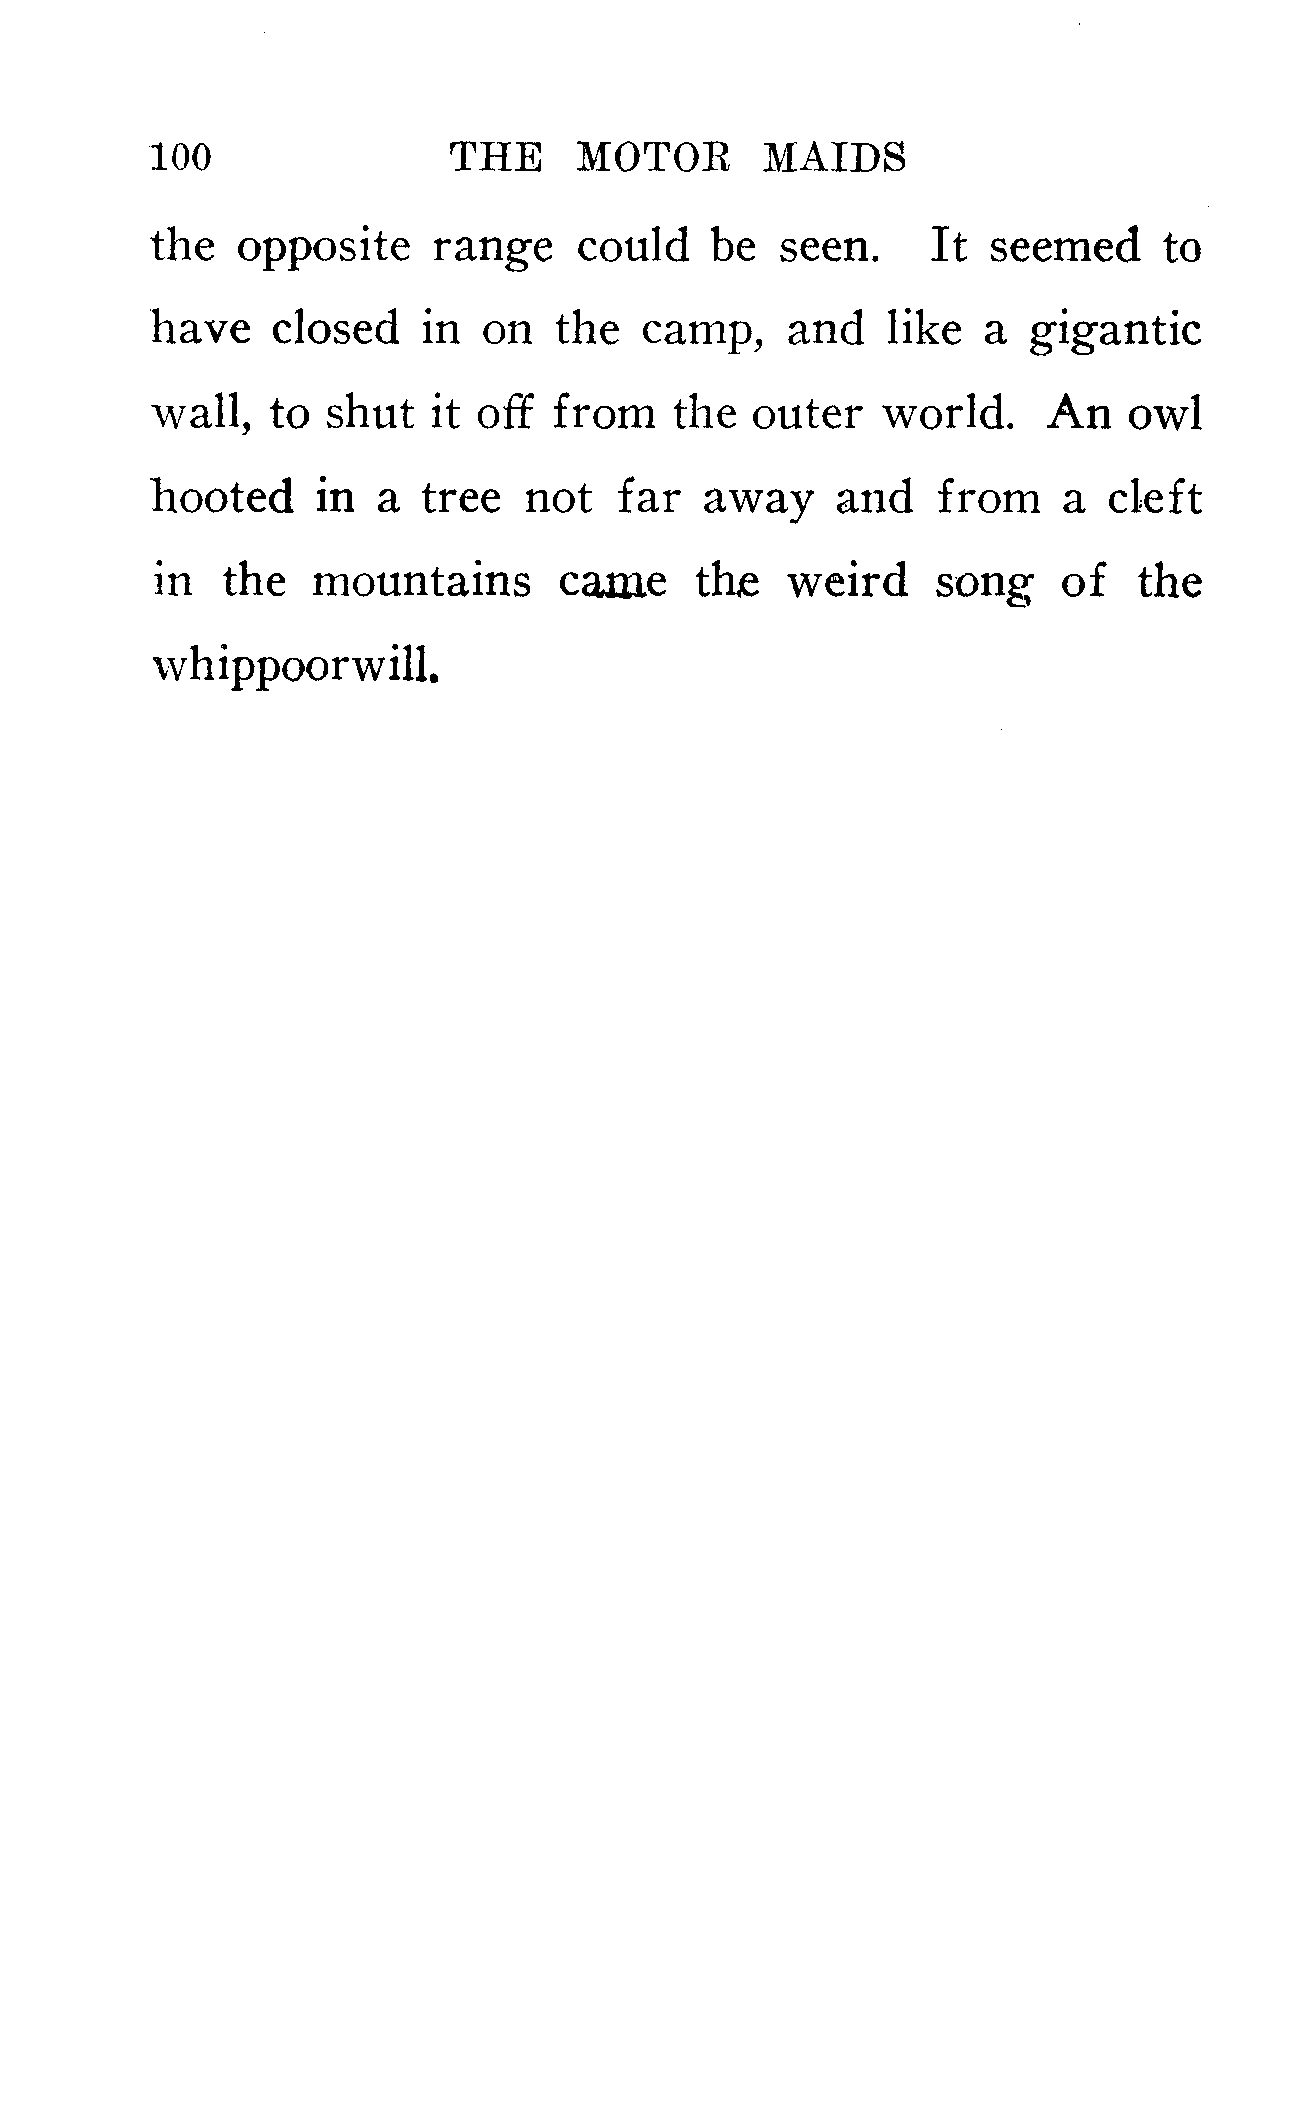 100 THE MOTOR MAIDS
the opposite range could be seen. It seemed to
have closed in on the camp, and like a gigantic
wall, to shut it off from the outer world. An owl
hooted in a tree not far away and from a cleft
in the mountains came the weird song of the
whippoorwill.